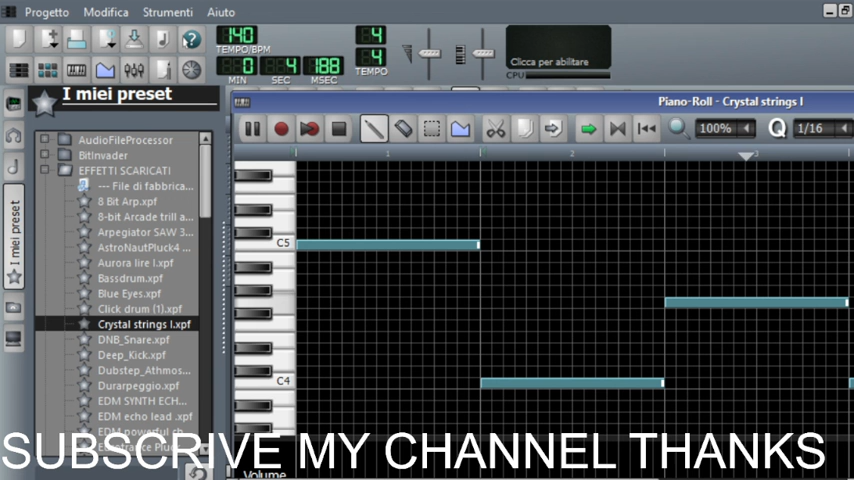 Progetto Modifica Strumenti Aiuto
140
TEMPO/BPM
0 4 188
MIN SEC MSEC
4
4
TEMPO
Clicca per abilitare
CPU
I miei preset
Piano-Roll - Crystal strings I
100% Q 1/16
1 2 3
I miei preset
AudioFileProcessor
BitInvader
EFFETTI SCARICATI
--- File di fabbrica...
8 Bit Arp.xpf
8-bit Arcade trill a...
Arpegiator SAW 3...
AstroNautPluck4 ...
Aurora lire I.xpf
Bassdrum.xpf
Blue Eyes.xpf
Click drum (1).xpf
Crystal strings I.xpf
DNB_Snare.xpf
Deep_Kick.xpf
Dubstep_Athmos...
Durarpeggio.xpf
EDM SYNTH ECH...
EDM echo lead .xpf
EDM powerful ch...
C5
C4
SUBSCRIVE MY CHANNEL THANKS
Volume